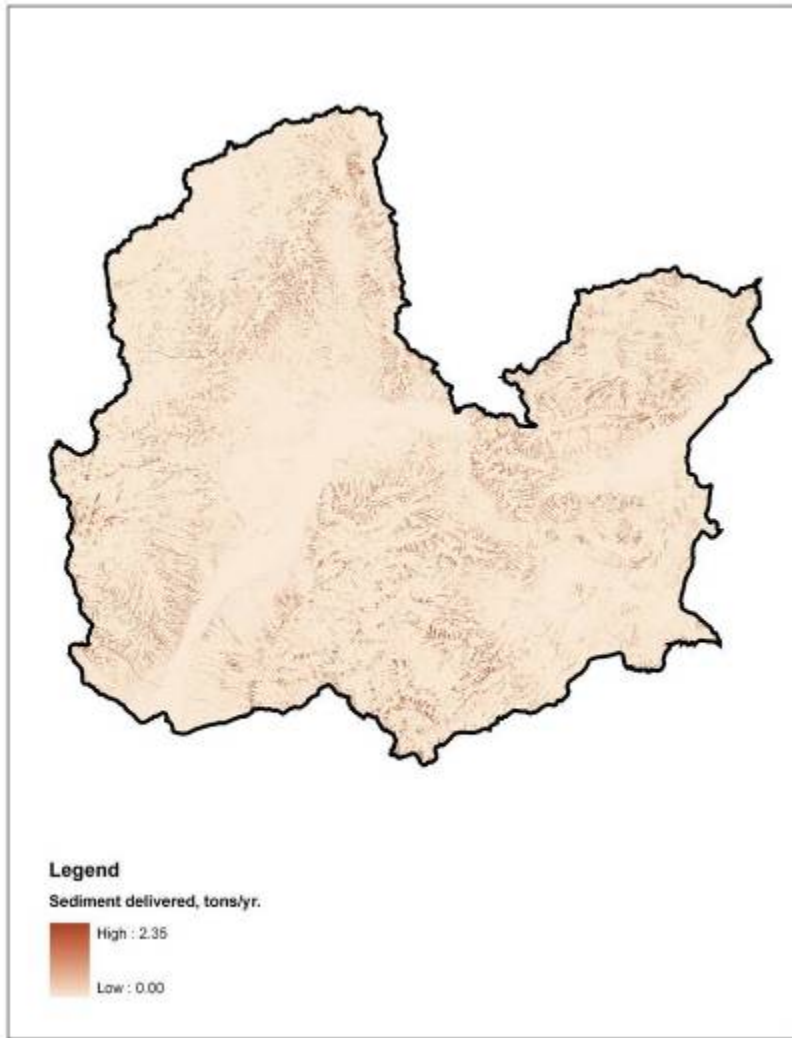 Legend
Sediment delivered, tons/yr.
High : 2.35
Low : 0.00